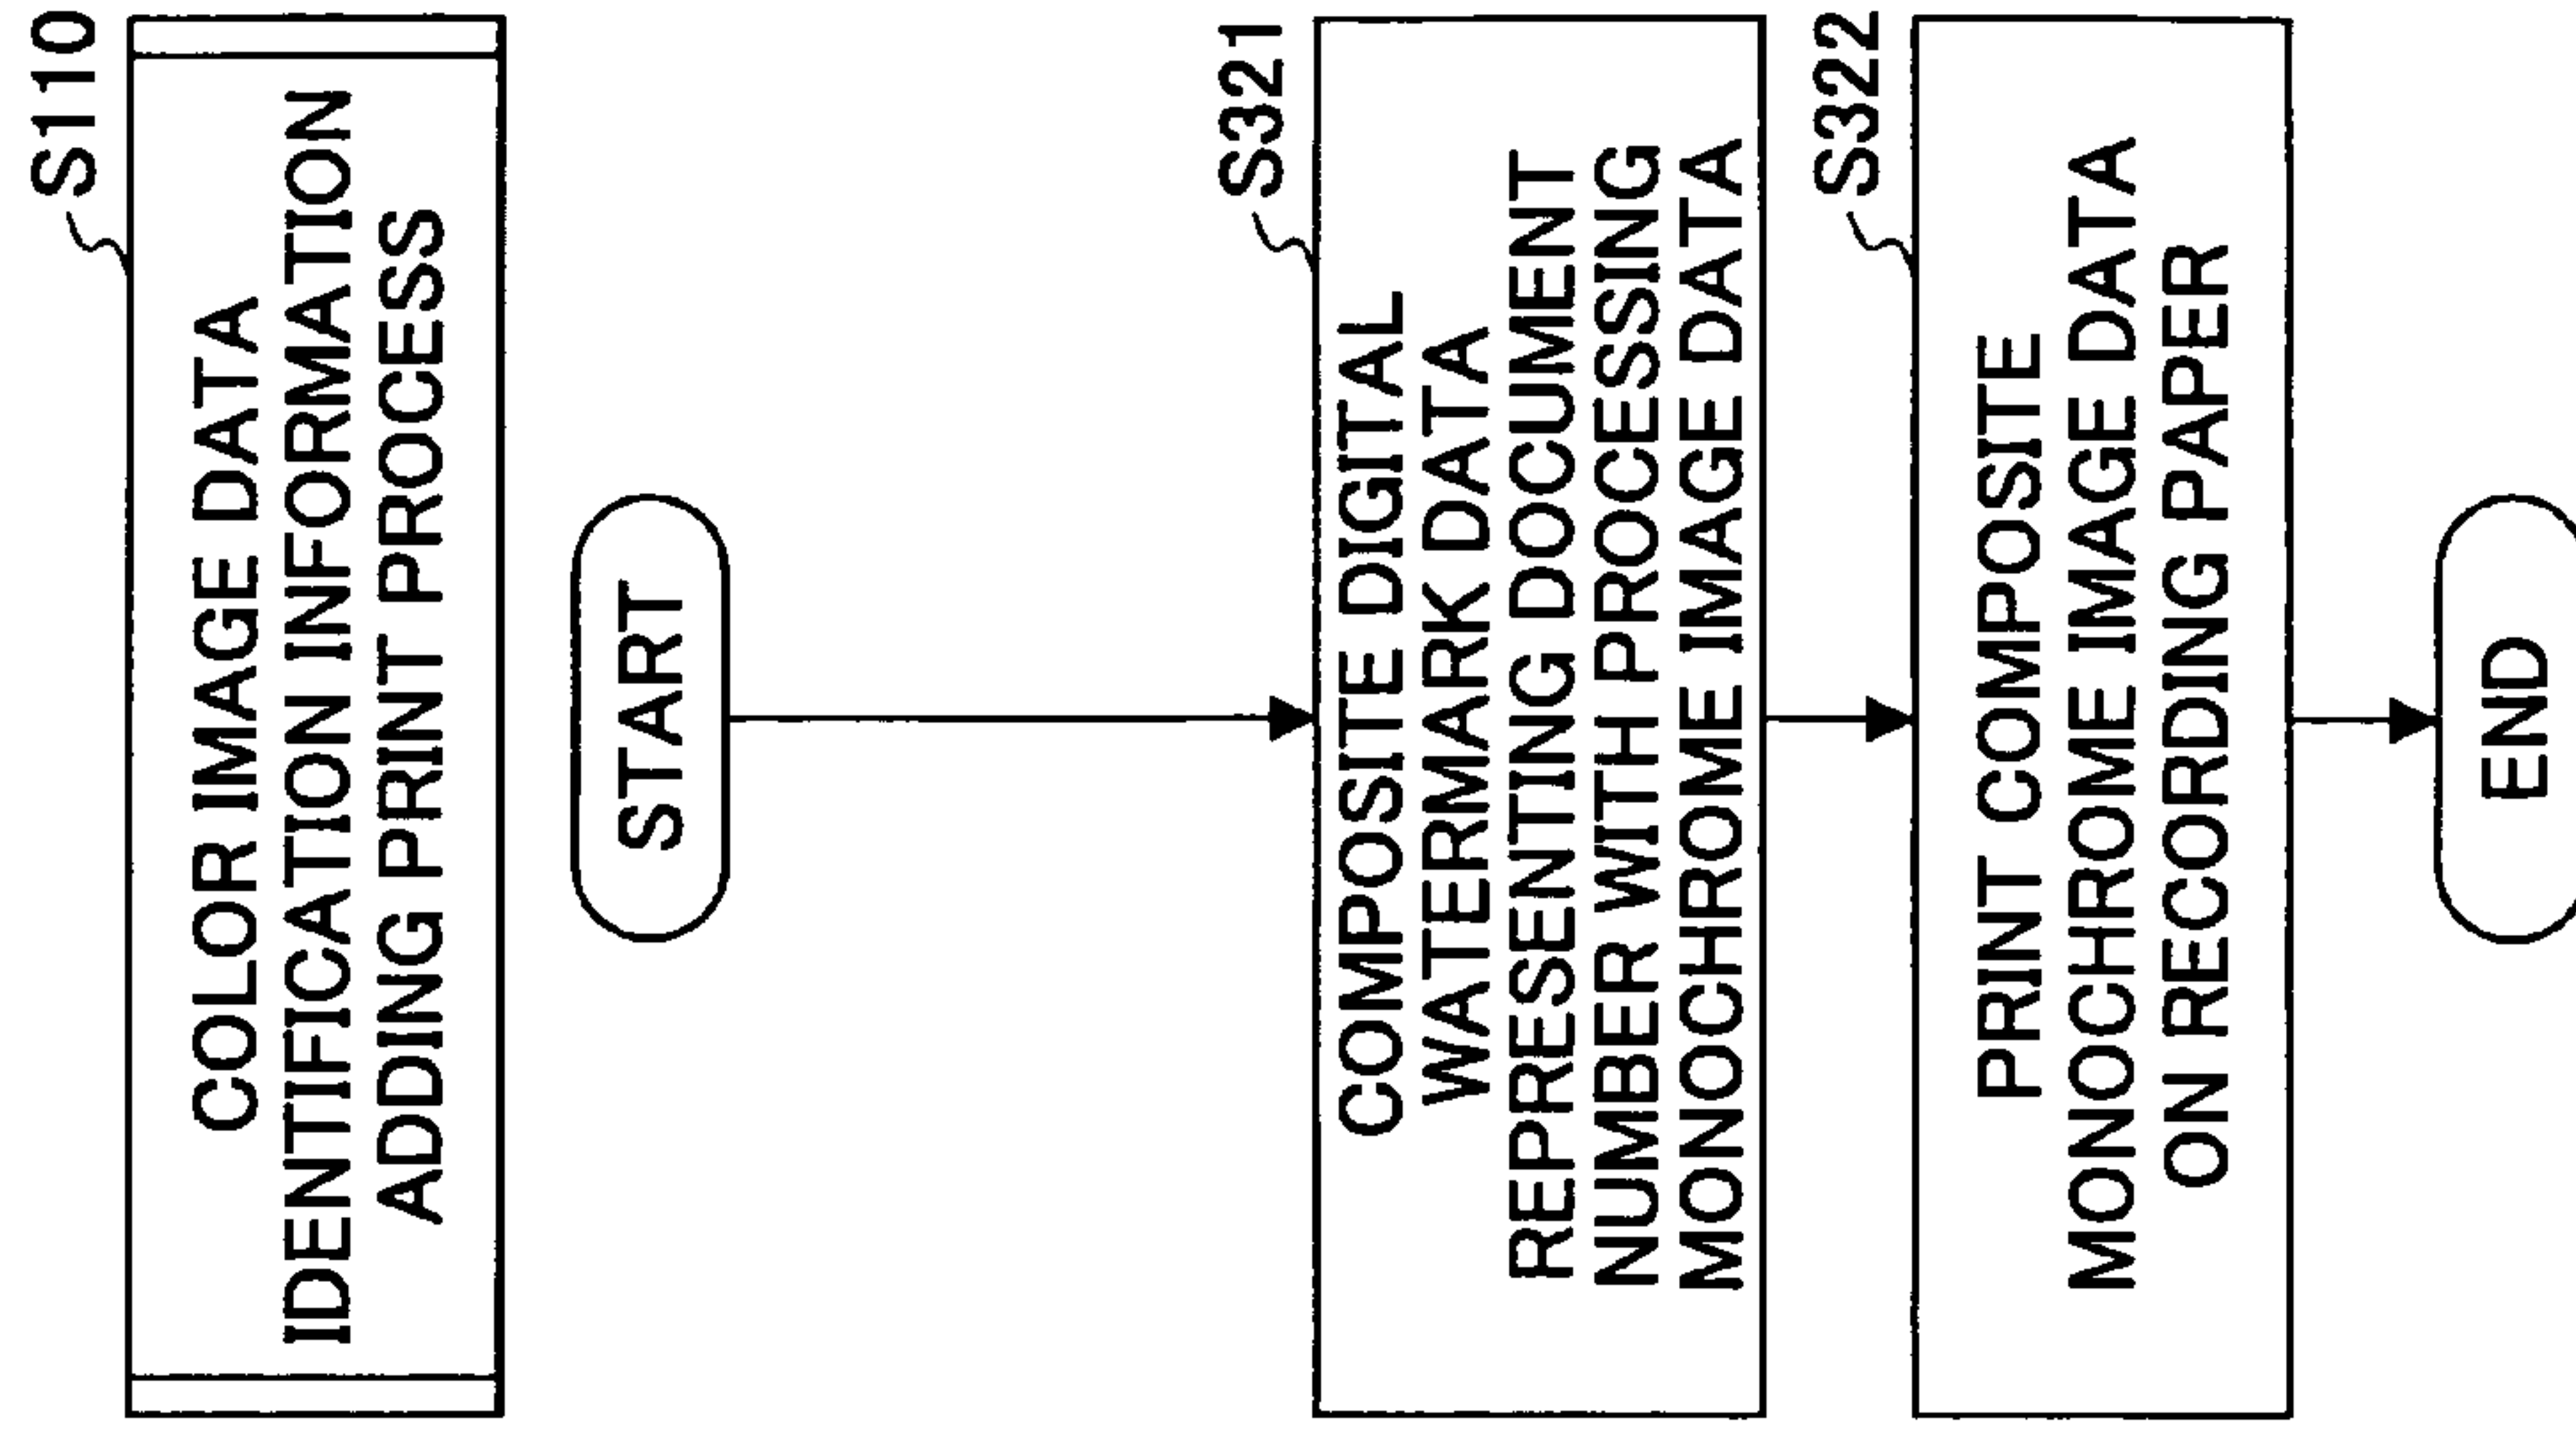 S110
COLOR IMAGE DATA
IDENTIFICATION INFORMATION
ADDING PRINT PROCESS
START
S321
COMPOSITE DIGITAL
WATERMARK DATA
REPRESENTING DOCUMENT
NUMBER WITH PROCESSING
MONOCHROME IMAGE DATA
S322
PRINT COMPOSITE
MONOCHROME IMAGE DATA
ON RECORDING PAPER
END